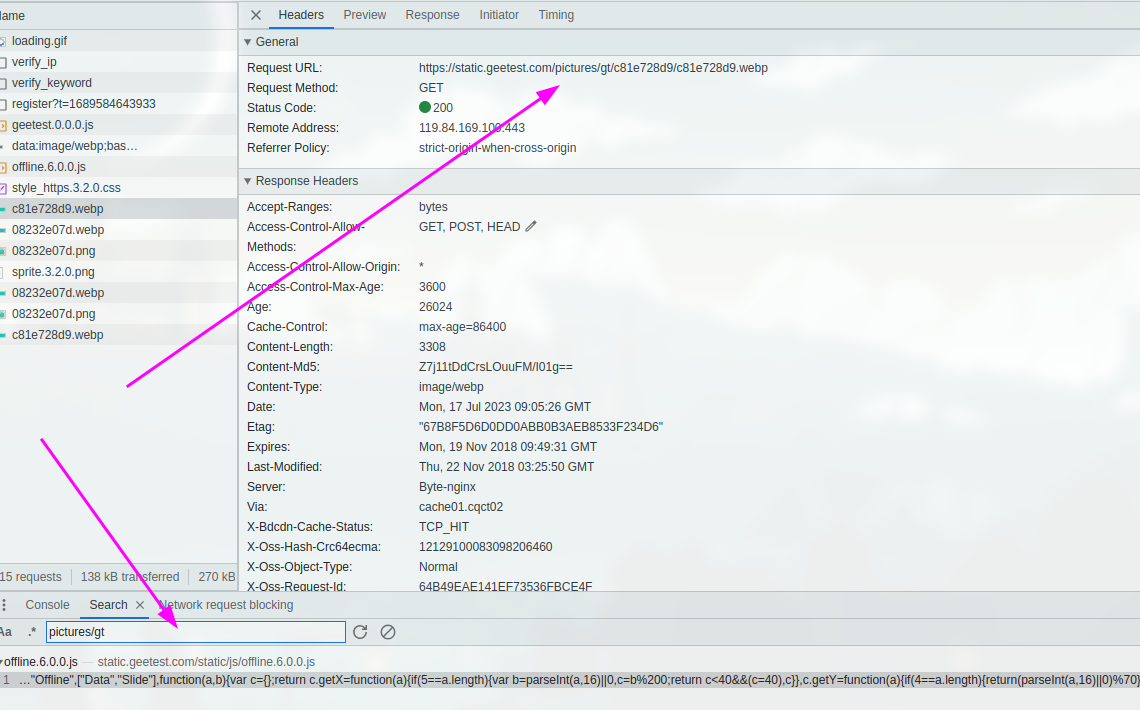 Headers Preview Response Initiator Timing
loading.gif
verify_ip
verify_keyword
register?t=1689584643933
geetest.0.0.0.js
data:image/webp;bas…
offline.6.0.0.js
style_https.3.2.0.css
c81e728d9.webp
08232e07d.webp
08232e07d.png
sprite.3.2.0.png
08232e07d.webp
08232e07d.png
c81e728d9.webp
15 requests 138 kB transferred 270 kB
General
Request URL: https://static.geetest.com/pictures/gt/c81e728d9/c81e728d9.webp
Request Method: GET
Status Code: 200
Remote Address: 119.84.169.100:443
Referrer Policy: strict-origin-when-cross-origin
Response Headers
Accept-Ranges: bytes
Access-Control-Allow- GET, POST, HEAD
Methods:
Access-Control-Allow-Origin: *
Access-Control-Max-Age: 3600
Age: 26024
Cache-Control: max-age=86400
Content-Length: 3308
Content-Md5: Z7j11tDdCrsLOuuFM/I01g==
Content-Type: image/webp
Date: Mon, 17 Jul 2023 09:05:26 GMT
Etag: "67B8F5D6D0DD0ABB0B3AEB8533F234D6"
Expires: Mon, 19 Nov 2018 09:49:31 GMT
Last-Modified: Thu, 22 Nov 2018 03:25:50 GMT
Server: Byte-nginx
Via: cache01.cqct02
X-Bdcdn-Cache-Status: TCP_HIT
X-Oss-Hash-Crc64ecma: 12129100083098206460
X-Oss-Object-Type: Normal
X-Oss-Request-Id: 64B49EAE141EF73536FBCE4F
Console Search Network request blocking
Aa .* pictures/gt
offline.6.0.0.js — static.geetest.com/static/js/offline.6.0.0.js
1 …"Offline",["Data","Slide"],function(a,b){var c={};return c.getX=function(a){if(5==a.length){var b=parseInt(a,16)||0,c=b%200;return c<40&&(c=40),c}},c.getY=function(a){if(4==a.length){return(parseInt(a,16)||0)%70}